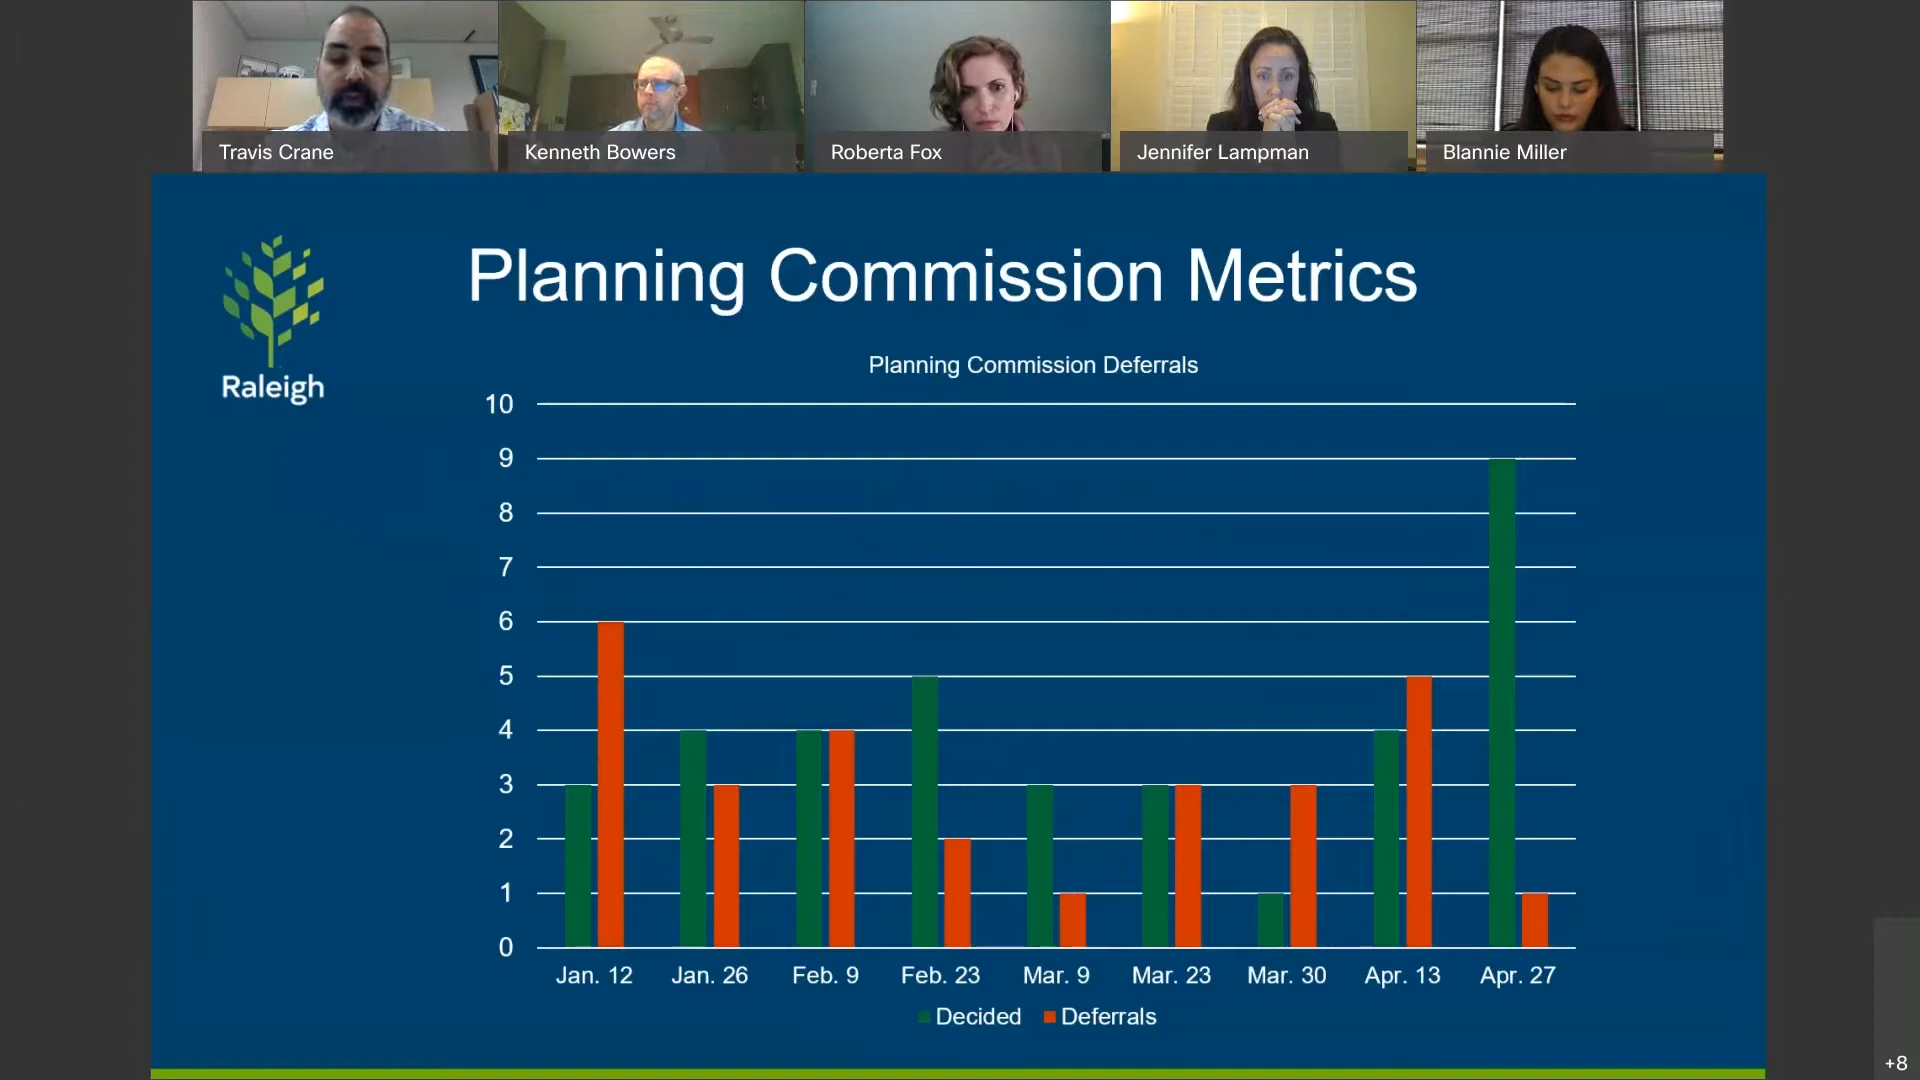 Travis Crane
Kenneth Bowers
Roberta Fox
Jennifer Lampman
Blannie Miller
Raleigh
Planning Commission Metrics
Planning Commission Deferrals
10
9
8
7
6
5
4
3
2
1
0
Jan. 12 Jan. 26 Feb. 9 Feb. 23 Mar. 9 Mar. 23 Mar. 30 Apr. 13 Apr. 27
Decided Deferrals
+8